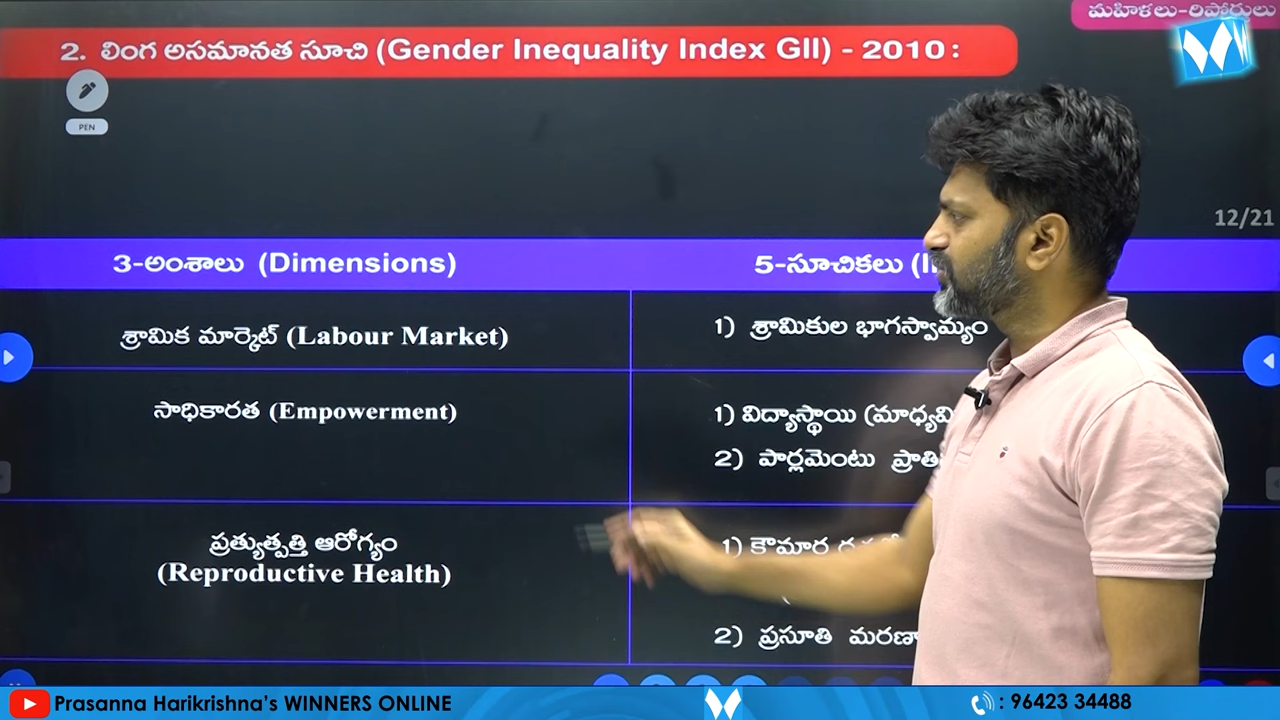 మహిళలు-రిపోర్టులు
2. లింగ అసమానత సూచి (Gender Inequality Index GII) - 2010 :
PEN
12/21
3-అంశాలు (Dimensions)
5-సూచికలు
శ్రామిక మార్కెట్ (Labour Market)
1) శ్రామికుల భాగస్వామ్యం
సాధికారత (Empowerment)
1) విద్యాస్థాయి
2) పార్లమెంటు
ప్రత్యుత్పత్తి ఆరోగ్యం
(Reproductive Health)
1) కౌమార
2) ప్రసూతి
Prasanna Harikrishna's WINNERS ONLINE
: 96423 34488